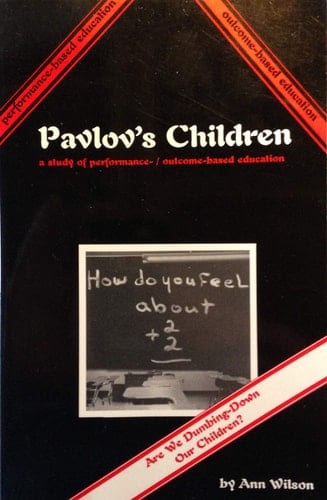 performance-based education
outcome-based education
Pavlov's Children
a study of performance- / outcome-based education
How do you feel
about
+2
2
Are We Dumbing-Down
Our Children?
by Ann Wilson